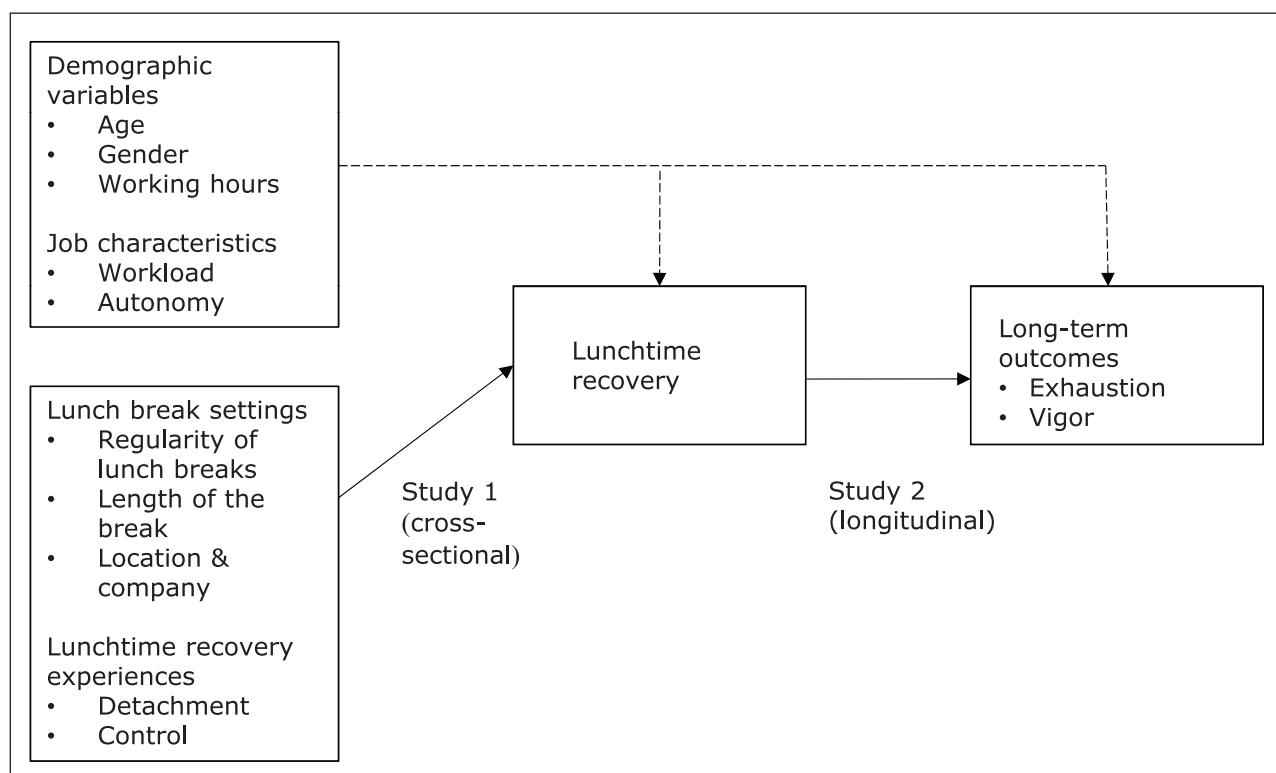 Demographic
variables
• Age
• Gender
• Working hours
Job characteristics
• Workload
• Autonomy
Lunch break settings
• Regularity of
lunch breaks
• Length of the
break
• Location &
company
Lunchtime recovery
experiences
• Detachment
• Control
Study 1
(cross-
sectional)
Lunchtime
recovery
Study 2
(longitudinal)
Long-term
outcomes
• Exhaustion
• Vigor